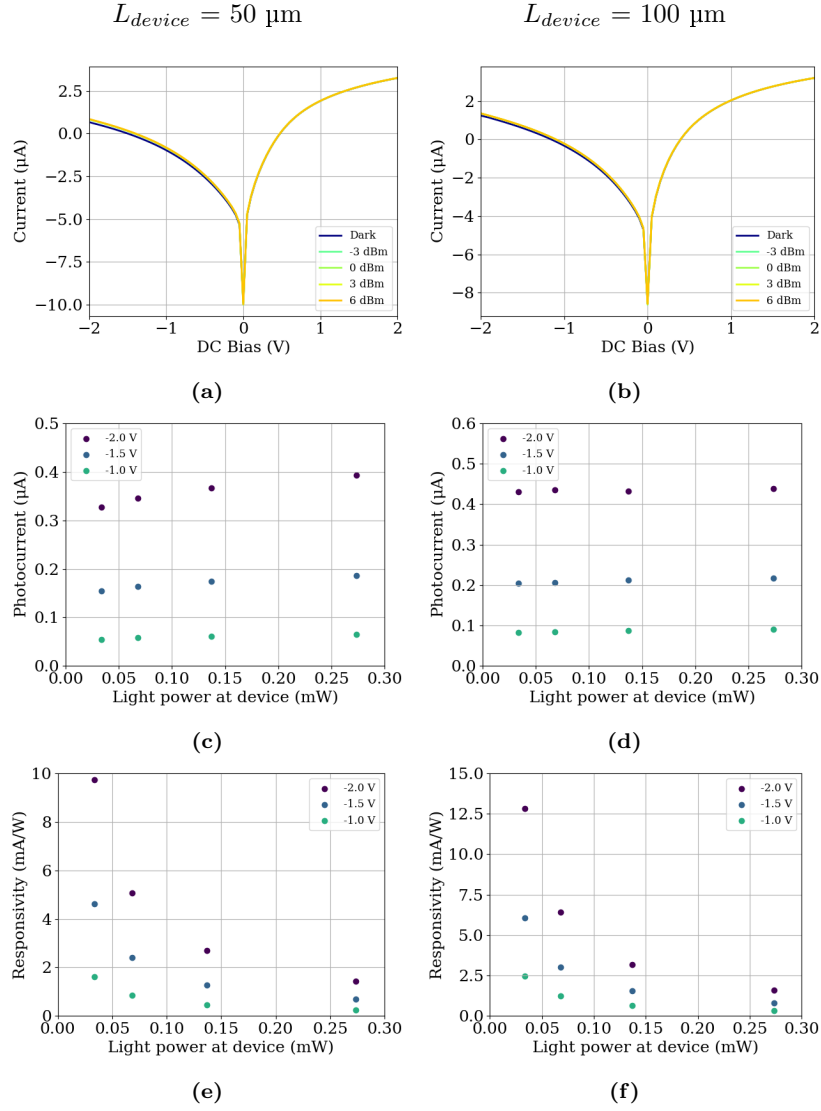 L_device = 50 μm
L_device = 100 μm
Current (μA)
2.5
0.0
−2.5
−5.0
−7.5
−10.0
Dark
-3 dBm
0 dBm
3 dBm
6 dBm
−2 −1 0 1 2
DC Bias (V)
(a)
Current (μA)
2
0
−2
−4
−6
−8
Dark
-3 dBm
0 dBm
3 dBm
6 dBm
−2 −1 0 1 2
DC Bias (V)
(b)
Photocurrent (μA)
0.5
0.4
0.3
0.2
0.1
0.0
-2.0 V
-1.5 V
-1.0 V
0.00 0.05 0.10 0.15 0.20 0.25 0.30
Light power at device (mW)
(c)
Photocurrent (μA)
0.6
0.5
0.4
0.3
0.2
0.1
0.0
-2.0 V
-1.5 V
-1.0 V
0.00 0.05 0.10 0.15 0.20 0.25 0.30
Light power at device (mW)
(d)
Responsivity (mA/W)
10
8
6
4
2
0
-2.0 V
-1.5 V
-1.0 V
0.00 0.05 0.10 0.15 0.20 0.25 0.30
Light power at device (mW)
(e)
Responsivity (mA/W)
15.0
12.5
10.0
7.5
5.0
2.5
0.0
-2.0 V
-1.5 V
-1.0 V
0.00 0.05 0.10 0.15 0.20 0.25 0.30
Light power at device (mW)
(f)